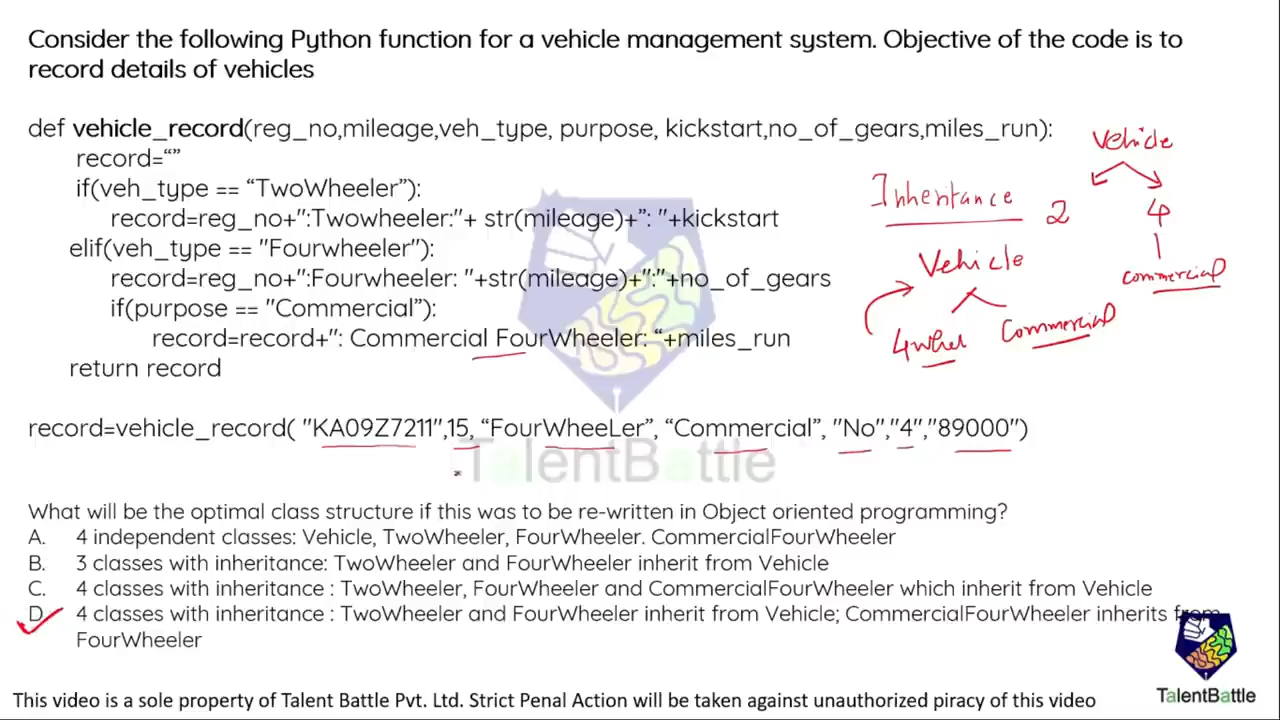 Consider the following Python function for a vehicle management system. Objective of the code is to
record details of vehicles
def vehicle_record(reg_no,mileage,veh_type, purpose, kickstart,no_of_gears,miles_run):
record=“”
if(veh_type == “TwoWheeler”):
record=reg_no+":Twowheeler:"+ str(mileage)+”: "+kickstart
elif(veh_type == "Fourwheeler"):
record=reg_no+":Fourwheeler: "+str(mileage)+":"+no_of_gears
if(purpose == "Commercial”):
record=record+": Commercial FourWheeler: “+miles_run
return record
Vehicle
2 4
commercial
Inheritance
Vehicle
4wheel Commercial
record=vehicle_record( "KA09Z7211",15, “FourWheeLer”, “Commercial”, "No","4","89000")
TalentBattle
What will be the optimal class structure if this was to be re-written in Object oriented programming?
A. 4 independent classes: Vehicle, TwoWheeler, FourWheeler. CommercialFourWheeler
B. 3 classes with inheritance: TwoWheeler and FourWheeler inherit from Vehicle
C. 4 classes with inheritance : TwoWheeler, FourWheeler and CommercialFourWheeler which inherit from Vehicle
D. 4 classes with inheritance : TwoWheeler and FourWheeler inherit from Vehicle; CommercialFourWheeler inherits from
FourWheeler
TalentBattle
This video is a sole property of Talent Battle Pvt. Ltd. Strict Penal Action will be taken against unauthorized piracy of this video